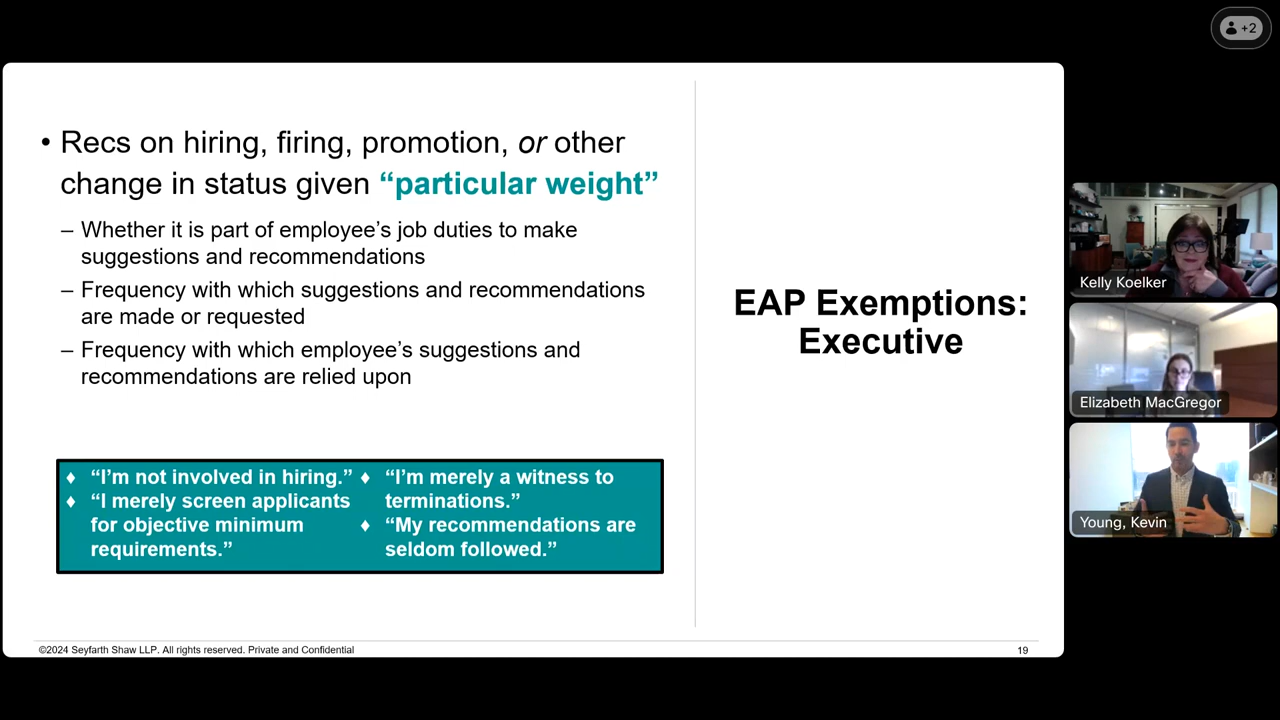 +2
• Recs on hiring, firing, promotion, or other
change in status given “particular weight”
– Whether it is part of employee’s job duties to make
suggestions and recommendations
– Frequency with which suggestions and recommendations
are made or requested
– Frequency with which employee’s suggestions and
recommendations are relied upon
♦ “I’m not involved in hiring.”
♦ “I merely screen applicants
for objective minimum
requirements.”
♦ “I’m merely a witness to
terminations.”
♦ “My recommendations are
seldom followed.”
EAP Exemptions:
Executive
©2024 Seyfarth Shaw LLP. All rights reserved. Private and Confidential
19
Kelly Koelker
Elizabeth MacGregor
Young, Kevin